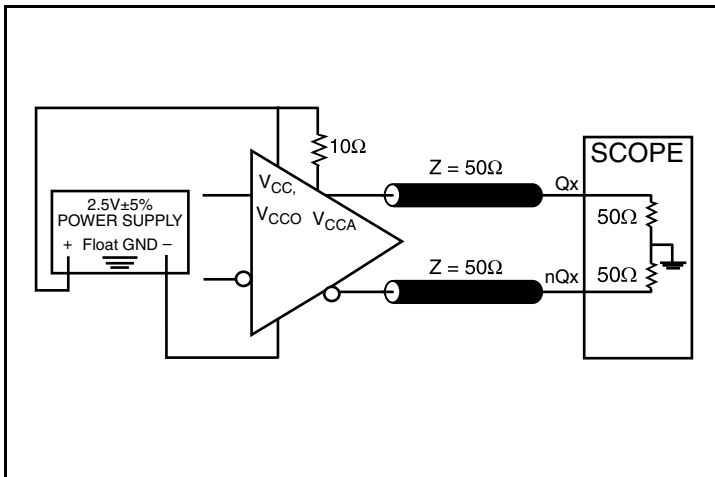 2.5V±5%
POWER SUPPLY
+ Float GND –
VCC,
VCCO VCCA
10Ω
Z = 50Ω
Qx
Z = 50Ω
nQx
SCOPE
50Ω
50Ω